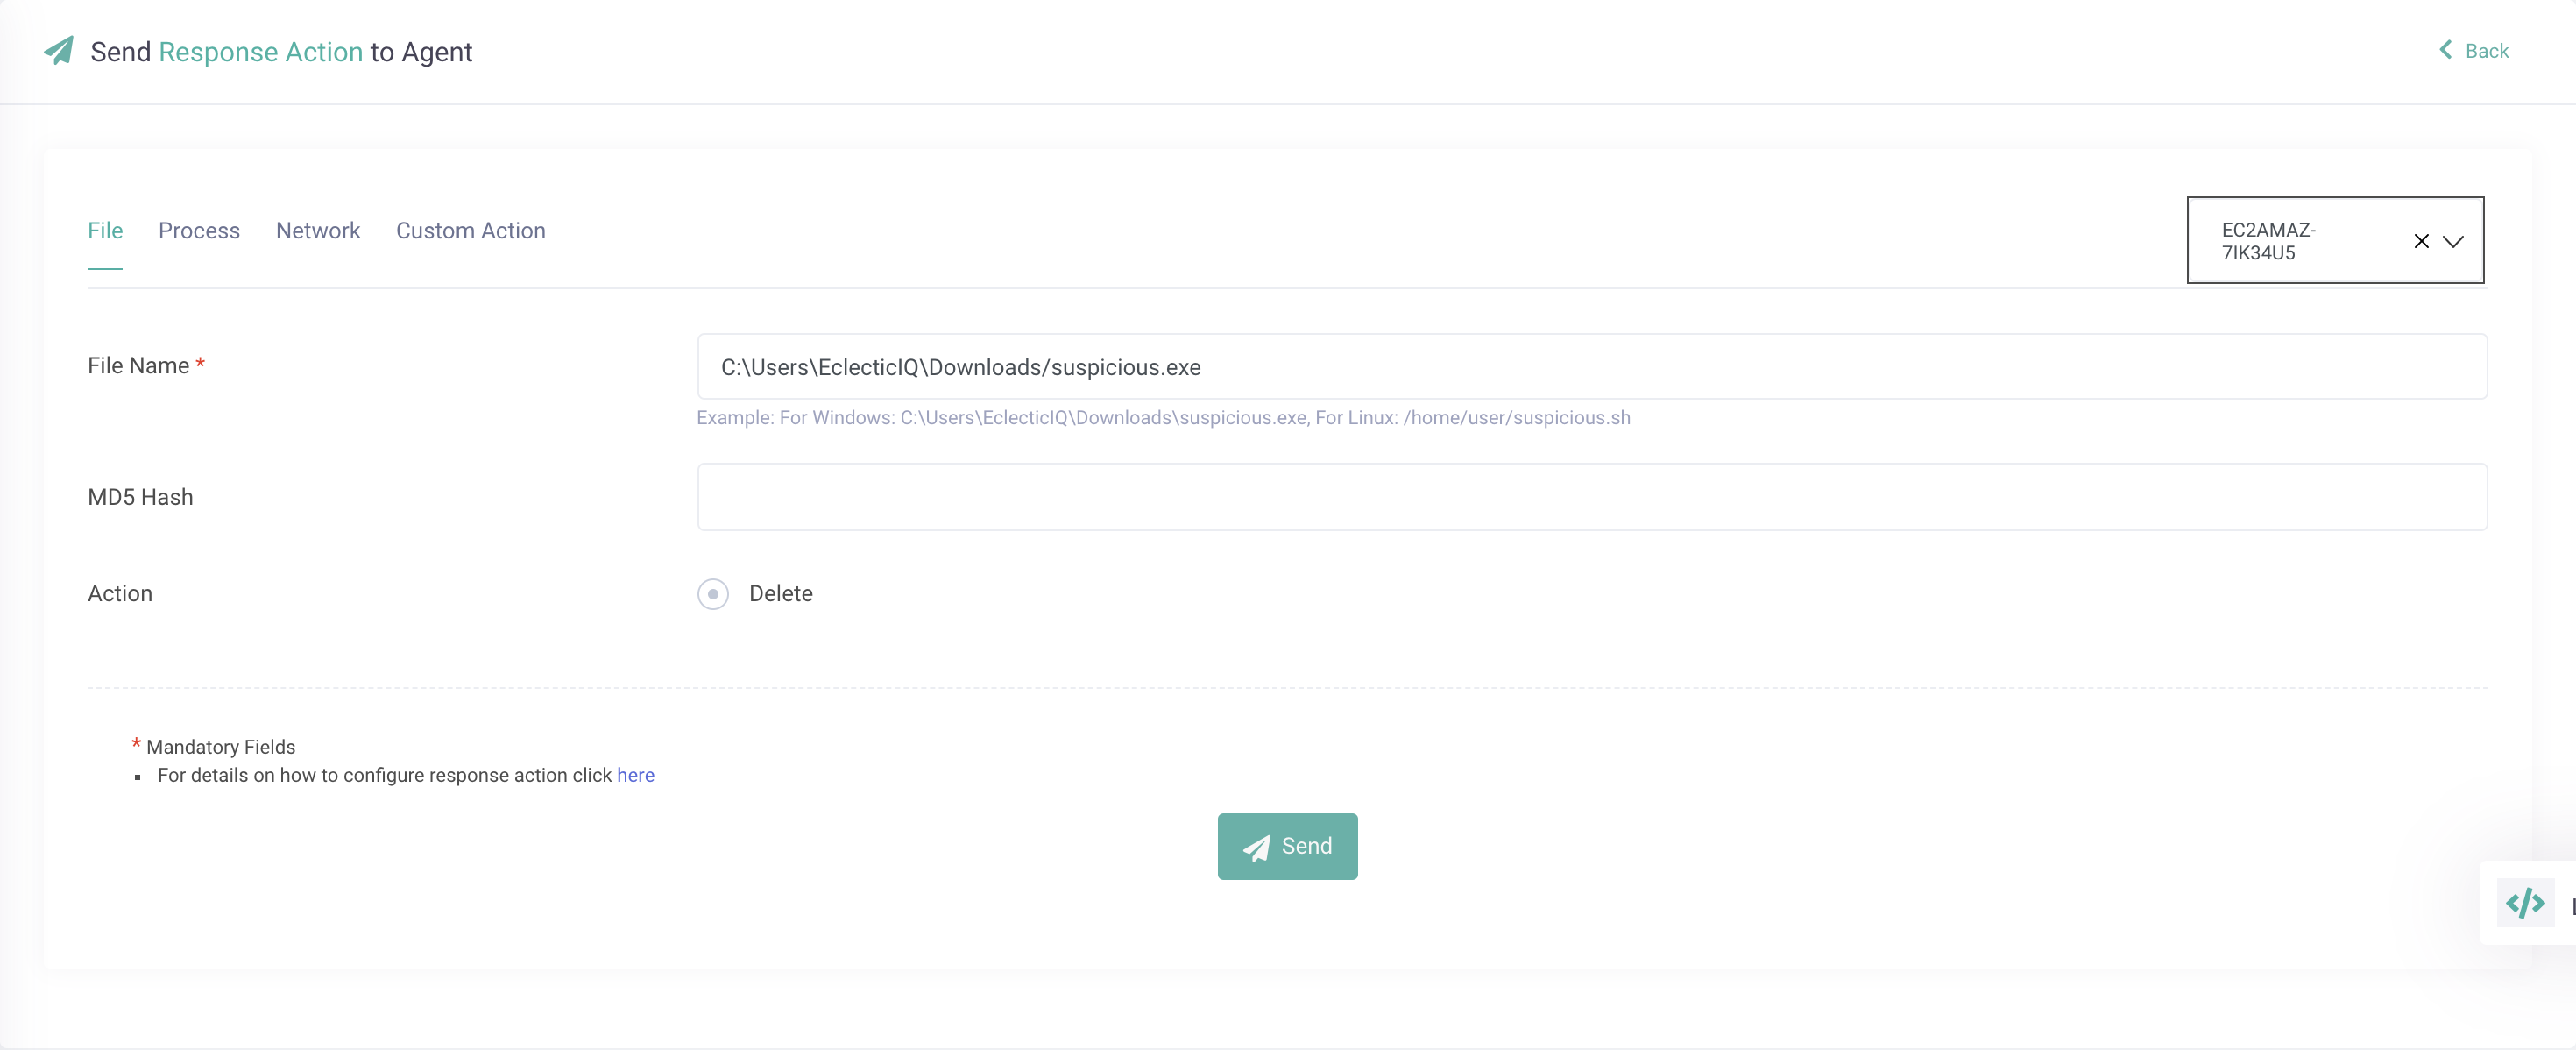 Send Response Action to Agent
Back
File Process Network Custom Action
EC2AMAZ-
7IK34U5
File Name *
C:\Users\EclecticIQ\Downloads/suspicious.exe
Example: For Windows: C:\Users\EclecticIQ\Downloads\suspicious.exe, For Linux: /home/user/suspicious.sh
MD5 Hash
Action
Delete
* Mandatory Fields
For details on how to configure response action click here
Send